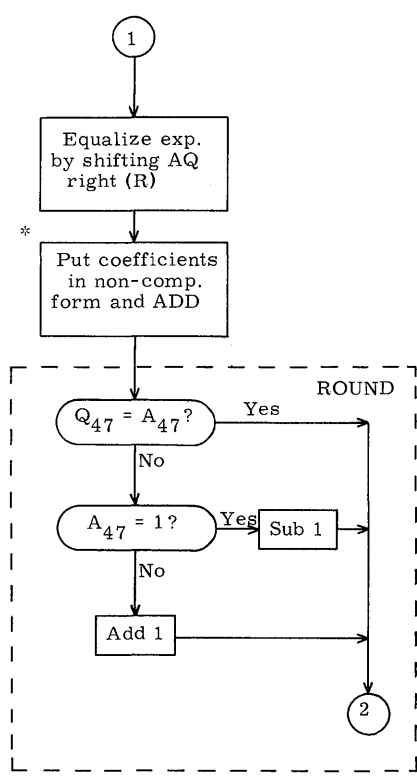 1
Equalize exp.
by shifting AQ
right (R)
*
Put coefficients
in non-comp.
form and ADD
ROUND
Q47 = A47?
Yes
No
A47 = 1?
Yes
Sub 1
No
Add 1
2